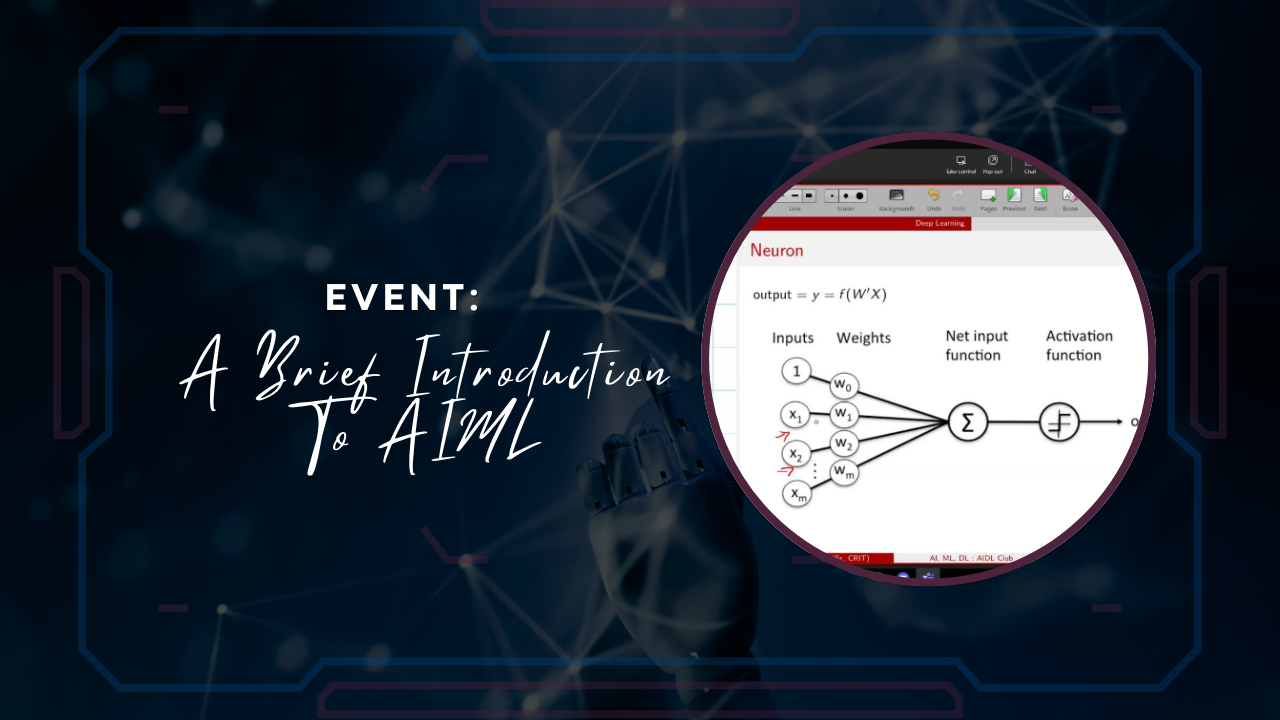 EVENT:
A Brief Introduction
To AIML
Take control Pop out Chat
Line Eraser Backgrounds Undo Redo Pages Previous Next Erase
Deep Learning
Neuron
output = y = f(W′X)
Inputs Weights Net input function Activation function
1 w0
x1 w1
x2 w2
⋮ wm
xm
Σ
o
CRIT) AI, ML, DL : AIDL Club